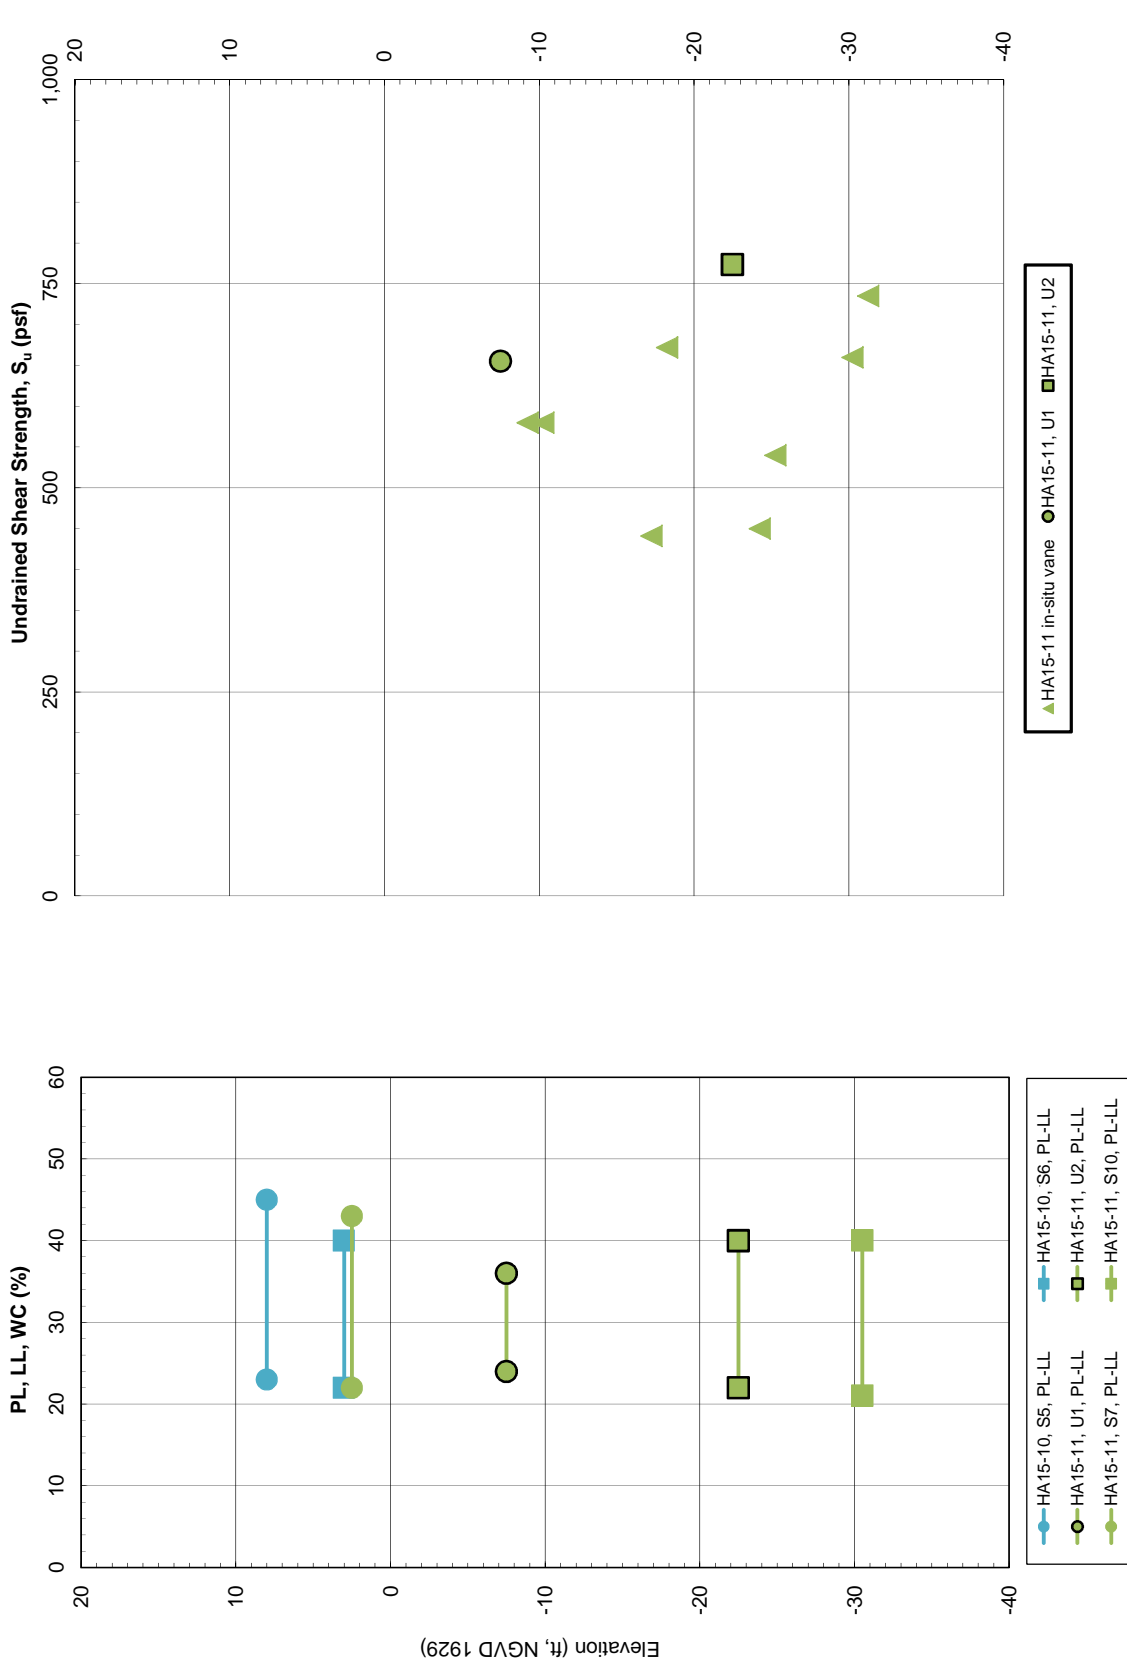 PL, LL, WC (%)
0 10 20 30 40 50 60
20
10
0
-10
-20
-30
-40
Elevation (ft, NGVD 1929)
HA15-10, S5, PL-LL HA15-10, S6, PL-LL
HA15-11, U1, PL-LL HA15-11, U2, PL-LL
HA15-11, S7, PL-LL HA15-11, S10, PL-LL
Undrained Shear Strength, Su (psf)
0 250 500 750 1,000
20
10
0
-10
-20
-30
-40
HA15-11 in-situ vane HA15-11, U1 HA15-11, U2